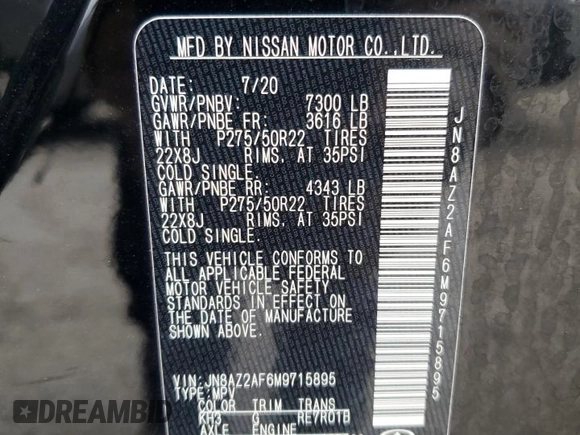 MFD BY NISSAN MOTOR CO.,LTD.
DATE: 7/20
GVWR/PNBV: 7300 LB
GAWR/PNBE FR: 3616 LB
WITH P275/50R22 TIRES
22X8J RIMS, AT 35PSI
COLD SINGLE.
GAWR/PNBE RR: 4343 LB
WITH P275/50R22 TIRES
22X8J RIMS, AT 35PSI
COLD SINGLE.
THIS VEHICLE CONFORMS TO
ALL APPLICABLE FEDERAL
MOTOR VEHICLE SAFETY
STANDARDS IN EFFECT ON
THE DATE OF MANUFACTURE
SHOWN ABOVE.
VIN: JN8AZ2AF6M9715895
TYPE: MPV
COLOR TRIM TRANS
KH3 G RE7R01B
AXLE ENGINE
JN8AZ2AF6M9715895
EASTERNBID